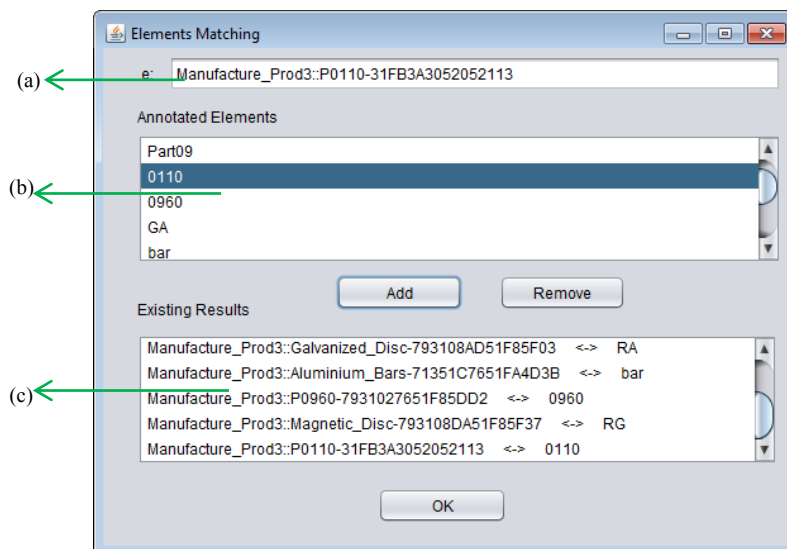 Elements Matching
(a)
e: Manufacture_Prod3::P0110-31FB3A3052052113
Annotated Elements
Part09
0110
(b)
0960
GA
bar
Add Remove
Existing Results
Manufacture_Prod3::Galvanized_Disc-793108AD51F85F03 <-> RA
Manufacture_Prod3::Aluminium_Bars-71351C7651FA4D3B <-> bar
(c)
Manufacture_Prod3::P0960-7931027651F85DD2 <-> 0960
Manufacture_Prod3::Magnetic_Disc-793108DA51F85F37 <-> RG
Manufacture_Prod3::P0110-31FB3A3052052113 <-> 0110
OK